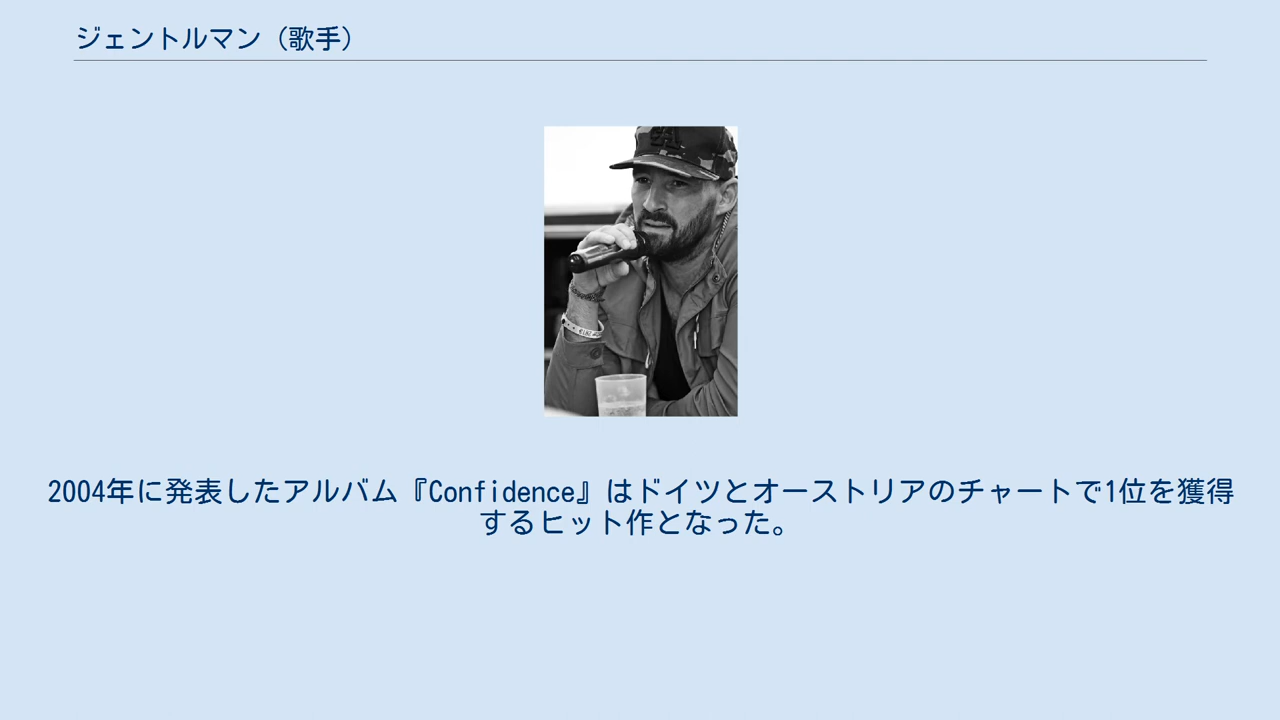 ジェントルマン（歌手）
2004年に発表したアルバム『Confidence』はドイツとオーストリアのチャートで1位を獲得
するヒット作となった。